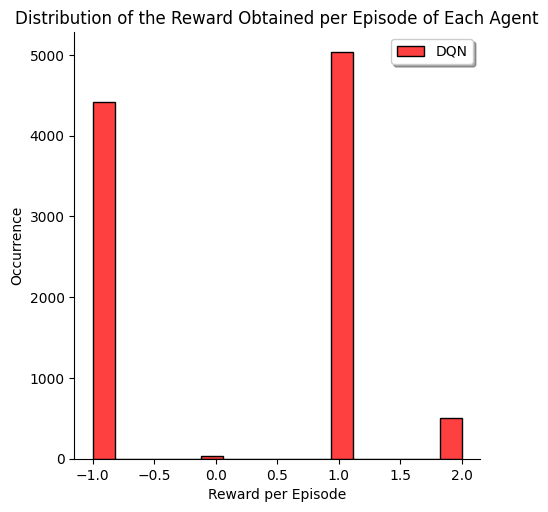 Distribution of the Reward Obtained per Episode of Each Agent
DQN
5000
4000
3000
2000
1000
0
Occurrence
−1.0 −0.5 0.0 0.5 1.0 1.5 2.0
Reward per Episode